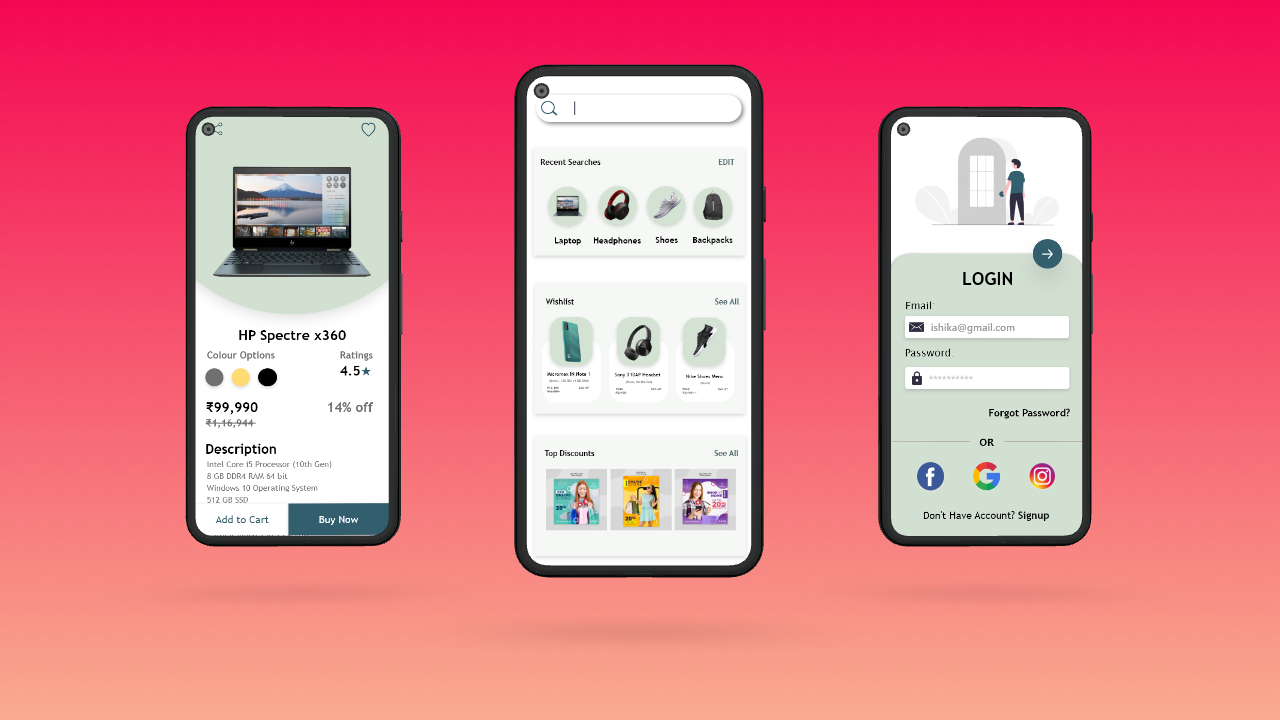 HP Spectre x360
Colour Options
Ratings
4.5★
₹99,990
14% off
₹1,16,944
Description
Intel Core i5 Processor (10th Gen)
8 GB DDR4 RAM 64 bit
Windows 10 Operating System
512 GB SSD
Add to Cart
Buy Now
Recent Searches
EDIT
Laptop
Headphones
Shoes
Backpacks
Wishlist
See All
Micromax IN Note 1
Sony 310AP Headset
Nike Shoes Mens
Top Discounts
See All
LOGIN
Email:
ishika@gmail.com
Password:
**********
Forgot Password?
OR
Don't Have Account? Signup